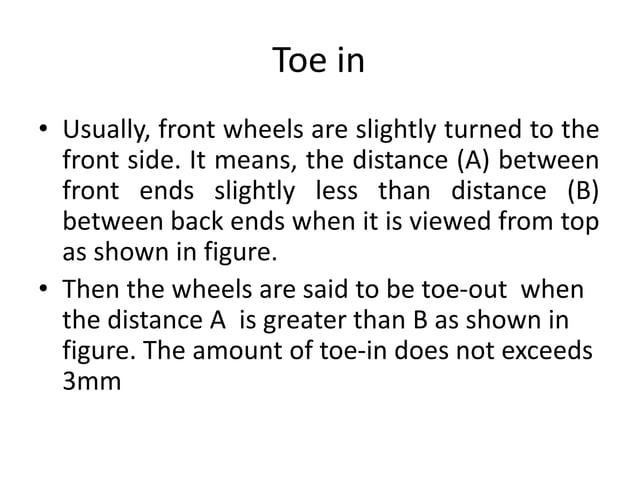 Toe in
• Usually, front wheels are slightly turned to the
front side. It means, the distance (A) between
front ends slightly less than distance (B)
between back ends when it is viewed from top
as shown in figure.
• Then the wheels are said to be toe-out  when
the distance A  is greater than B as shown in
figure. The amount of toe-in does not exceeds
3mm